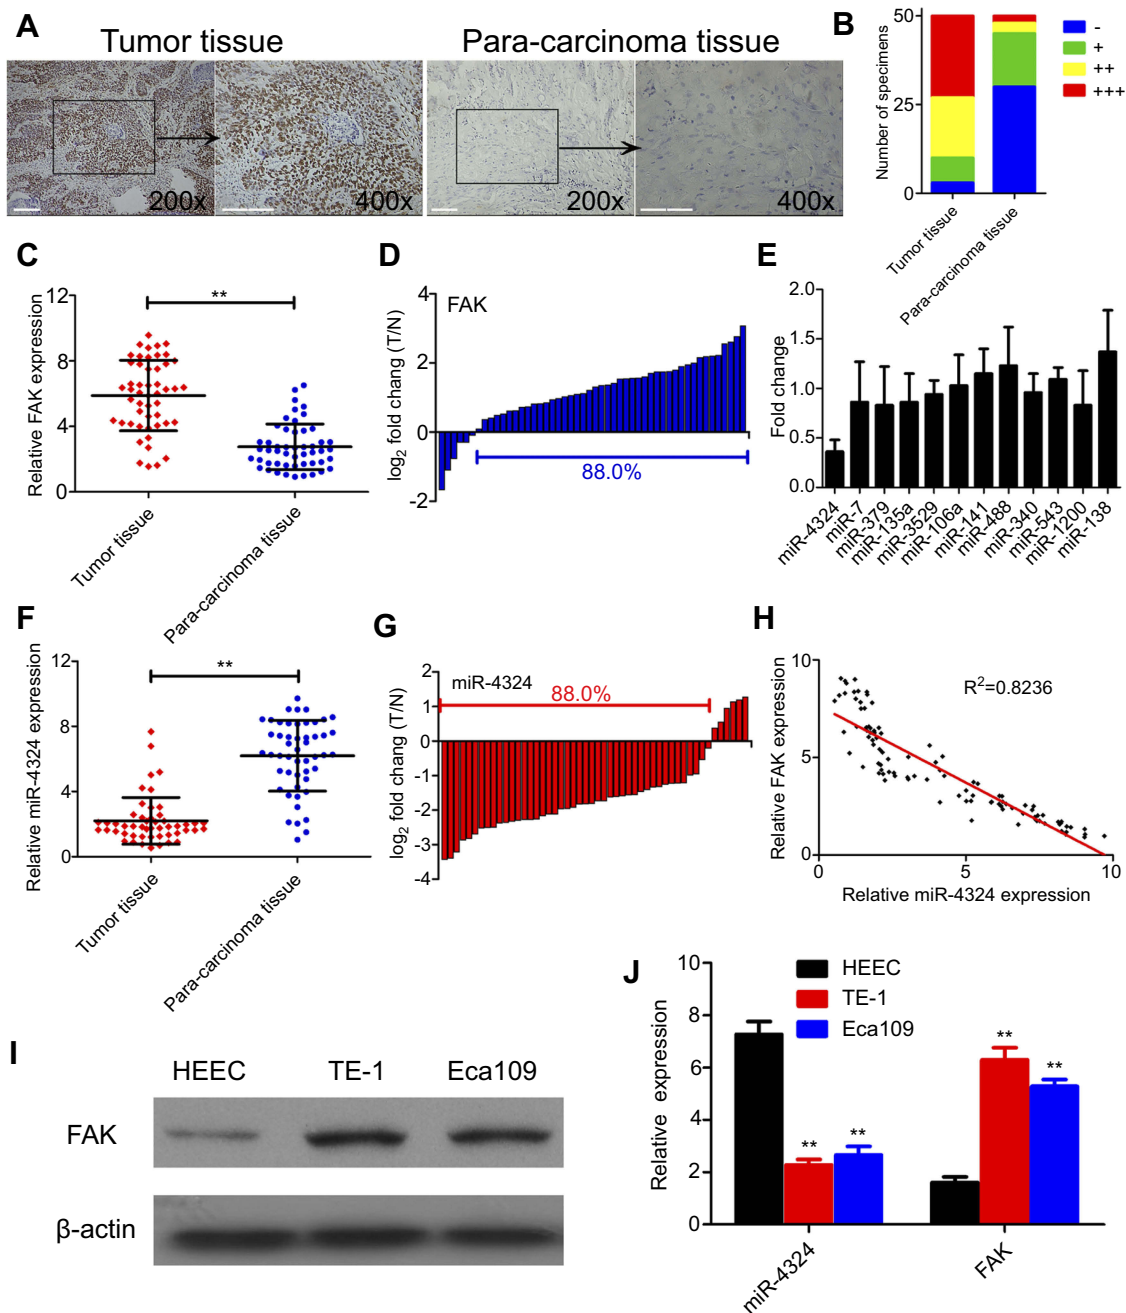 A
Tumor tissue
Para-carcinoma tissue
200x
400x
200x
400x
B
Number of specimens
50
25
0
-
+
++
+++
Tumor tissue
Para-carcinoma tissue
C
Relative FAK expression
12
8
4
0
**
Tumor tissue
Para-carcinoma tissue
D
log2 fold chang (T/N)
4
2
0
-2
FAK
88.0%
E
Fold change
2.0
1.5
1.0
0.5
0.0
miR-4324
miR-7
miR-379
miR-135a
miR-3529
miR-106a
miR-141
miR-488
miR-340
miR-543
miR-1200
miR-138
F
Relative miR-4324 expression
12
8
4
0
**
Tumor tissue
Para-carcinoma tissue
G
log2 fold chang (T/N)
2
1
0
-1
-2
-3
-4
miR-4324
88.0%
H
Relative FAK expression
10
5
0
R²=0.8236
0
5
10
Relative miR-4324 expression
I
HEEC
TE-1
Eca109
FAK
β-actin
J
Relative expression
10
8
6
4
2
0
HEEC
TE-1
Eca109
**
**
**
**
miR-4324
FAK